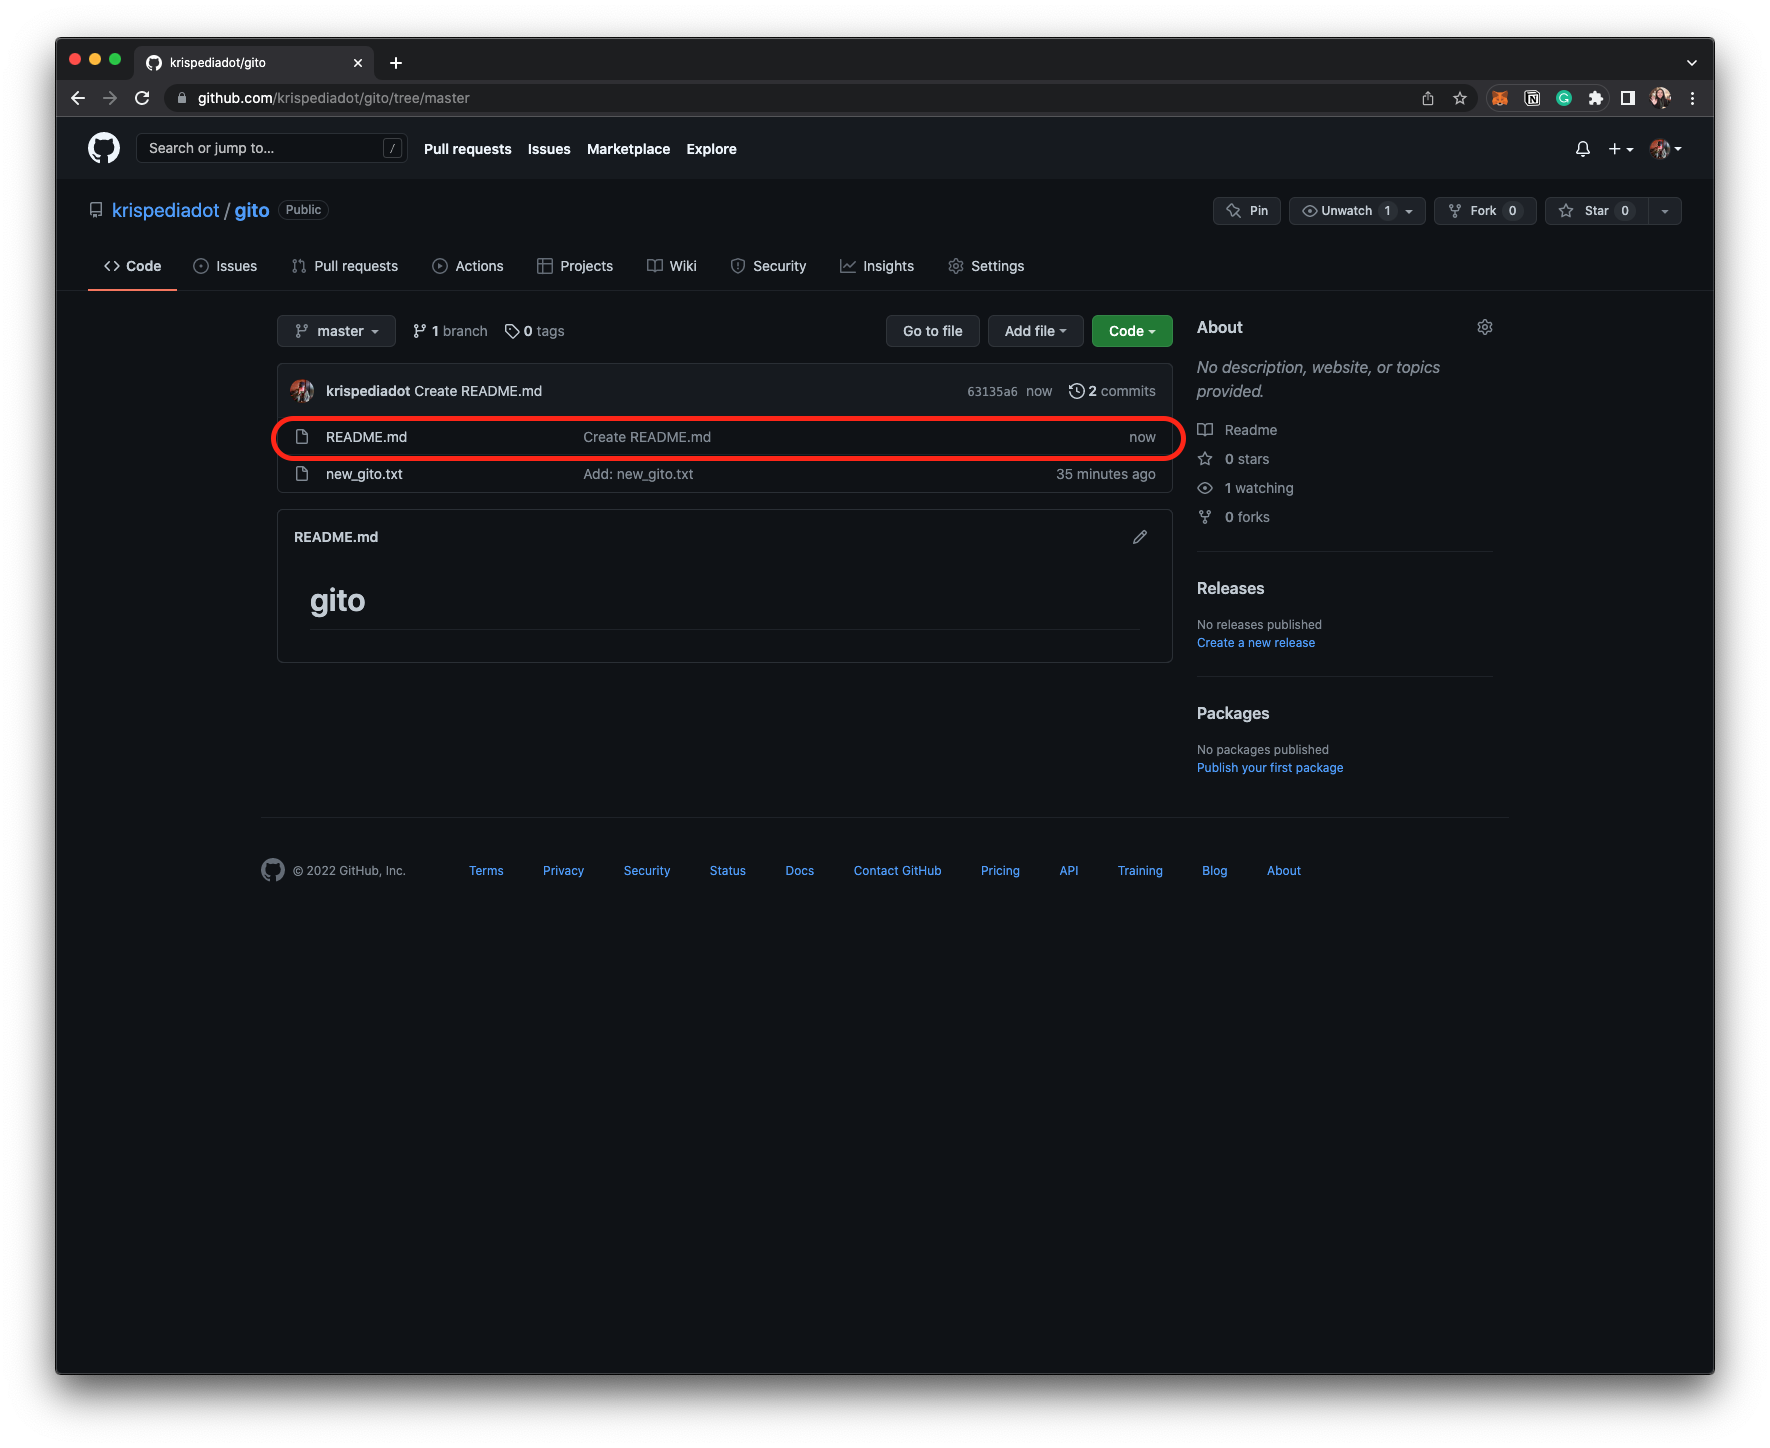 krispediadot/gito
github.com/krispediadot/gito/tree/master
Search or jump to... /
Pull requests Issues Marketplace Explore
krispediadot / gito Public
Pin Unwatch 1 Fork 0 Star 0
Code Issues Pull requests Actions Projects Wiki Security Insights Settings
master 1 branch 0 tags Go to file Add file Code
krispediadot Create README.md 63135a6 now 2 commits
README.md Create README.md now
new_gito.txt Add: new_gito.txt 35 minutes ago
README.md
gito
About
No description, website, or topics
provided.
Readme
0 stars
1 watching
0 forks
Releases
No releases published
Create a new release
Packages
No packages published
Publish your first package
© 2022 GitHub, Inc. Terms Privacy Security Status Docs Contact GitHub Pricing API Training Blog About